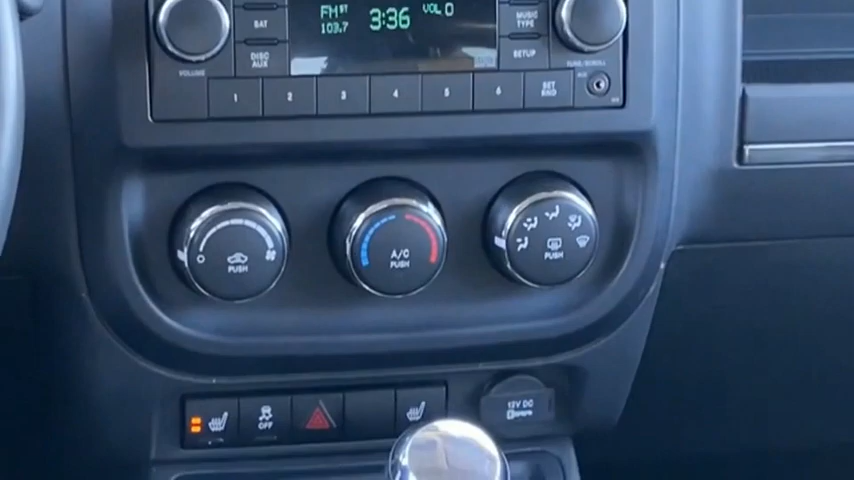 FM ST
103.7
3:36
VOL 0
SAT
DISC
AUX
MUSIC
TYPE
SETUP
VOLUME
TUNE/SCROLL
1
2
3
4
5
6
SET
RND
PUSH
A/C
PUSH
PUSH
OFF
12V DC